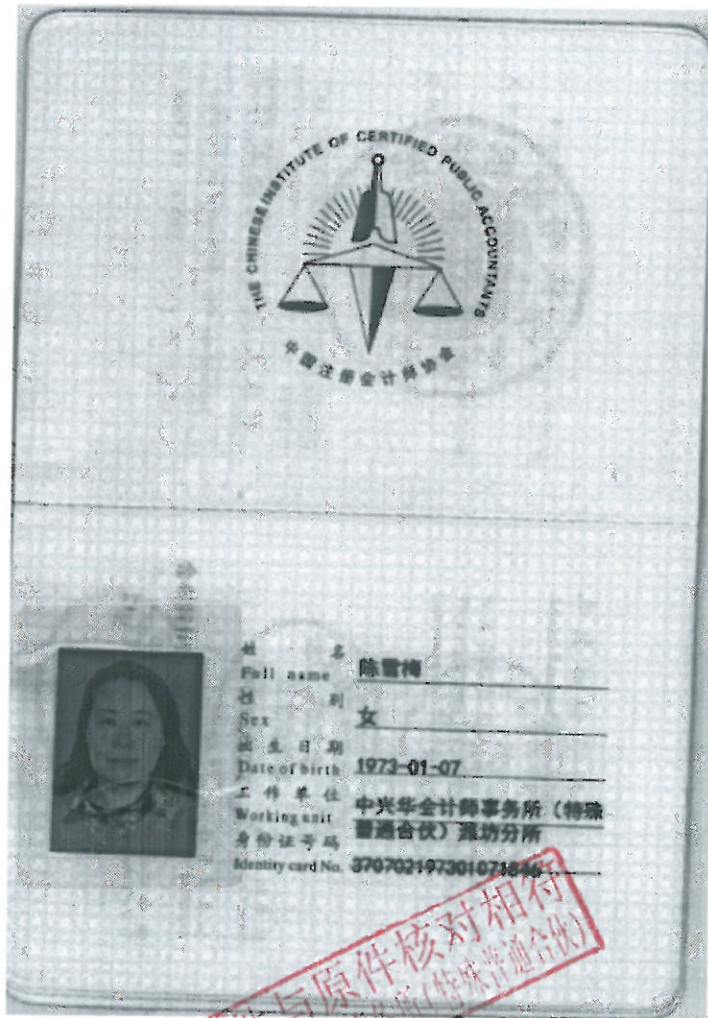 THE CHINESE INSTITUTE OF CERTIFIED PUBLIC ACCOUNTANTS
中国注册会计师协会
姓 名
Full name 陈雪梅
性 别
Sex 女
出 生 日 期
Date of birth 1973-01-07
工 作 单 位
Working unit 中兴华会计师事务所（特殊
普通合伙）潍坊分所
身份证号码
Identity card No. 370702197301071846
与原件核对相符
(特殊普通合伙)